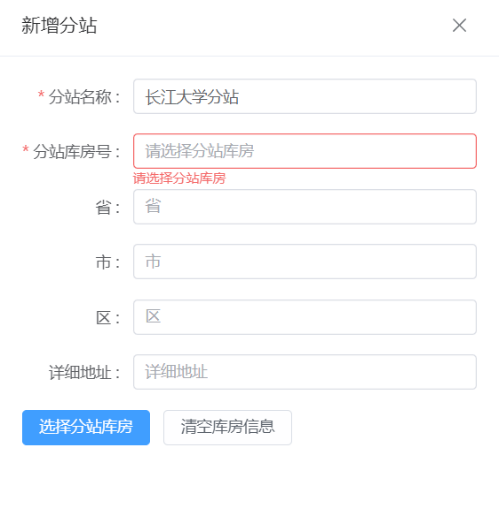 新增分站
* 分站名称： 长江大学分站
* 分站库房号： 请选择分站库房
请选择分站库房
省： 省
市： 市
区： 区
详细地址： 详细地址
选择分站库房 清空库房信息